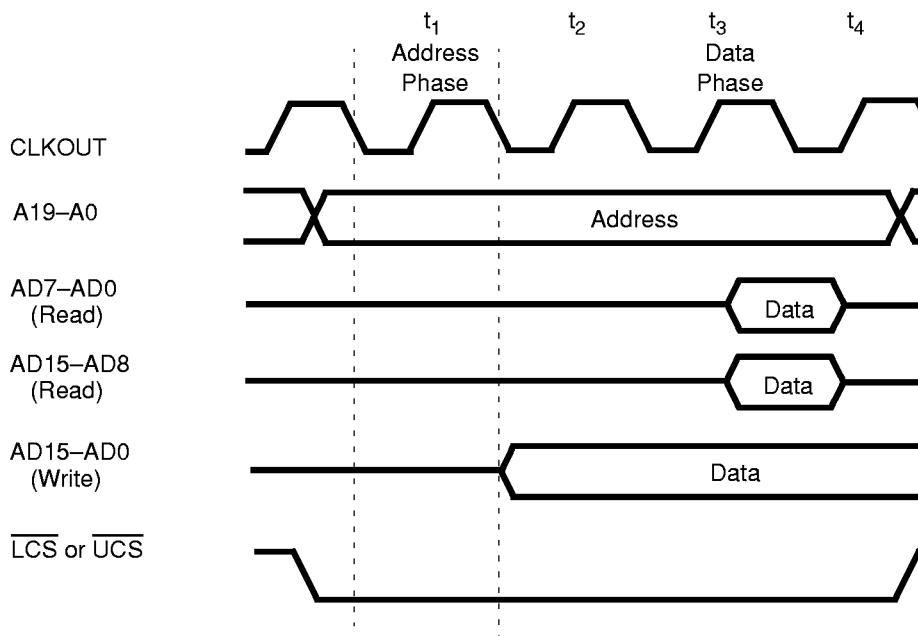 t1
Address
Phase
t2
t3
Data
Phase
t4
CLKOUT
A19–A0
Address
AD7–AD0
(Read)
Data
AD15–AD8
(Read)
Data
AD15–AD0
(Write)
Data
LCS or UCS